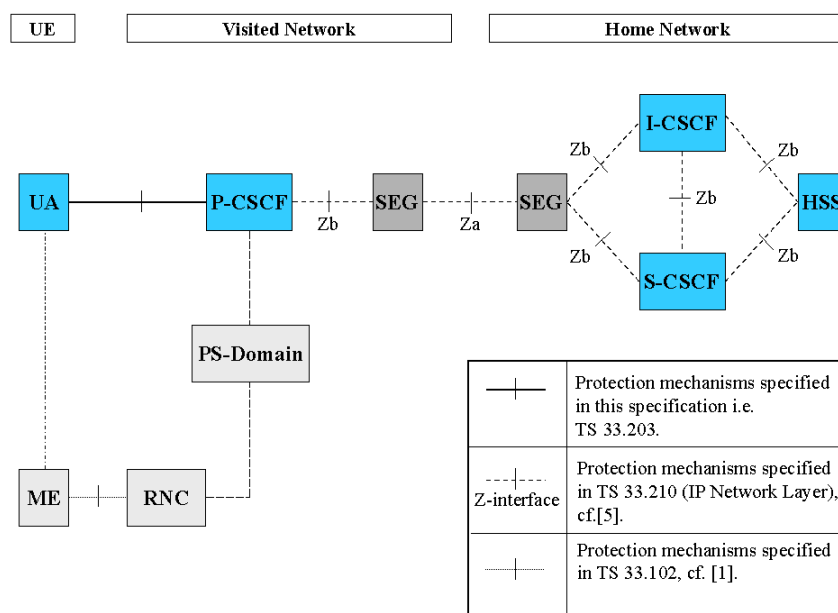 UE
Visited Network
Home Network
I-CSCF
Zb
Zb
UA
P-CSCF
SEG
SEG
Zb
HSS
Zb
Za
Zb
Zb
S-CSCF
PS-Domain
ME
RNC
Protection mechanisms specified
in this specification i.e.
TS 33.203.
Z-interface
Protection mechanisms specified
in TS 33.210 (IP Network Layer),
cf.[5].
Protection mechanisms specified
in TS 33.102, cf. [1].